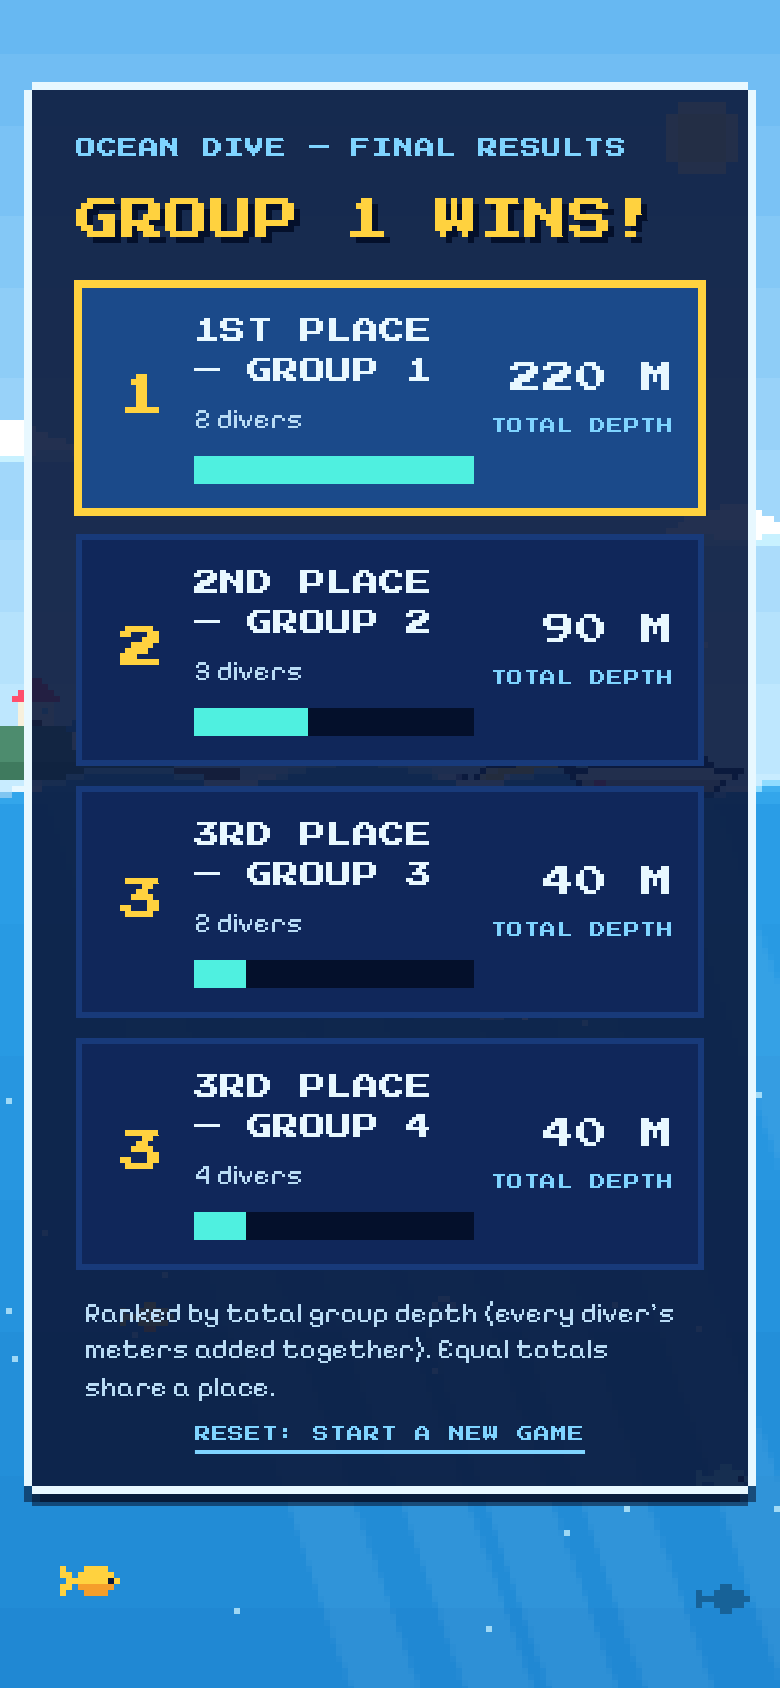 OCEAN DIVE — FINAL RESULTS
GROUP 1 WINS!
1
1ST PLACE
— GROUP 1
2 divers
220 M
TOTAL DEPTH
2
2ND PLACE
— GROUP 2
3 divers
90 M
TOTAL DEPTH
3
3RD PLACE
— GROUP 3
2 divers
40 M
TOTAL DEPTH
3
3RD PLACE
— GROUP 4
4 divers
40 M
TOTAL DEPTH
Ranked by total group depth (every diver's
meters added together). Equal totals
share a place.
RESET: START A NEW GAME